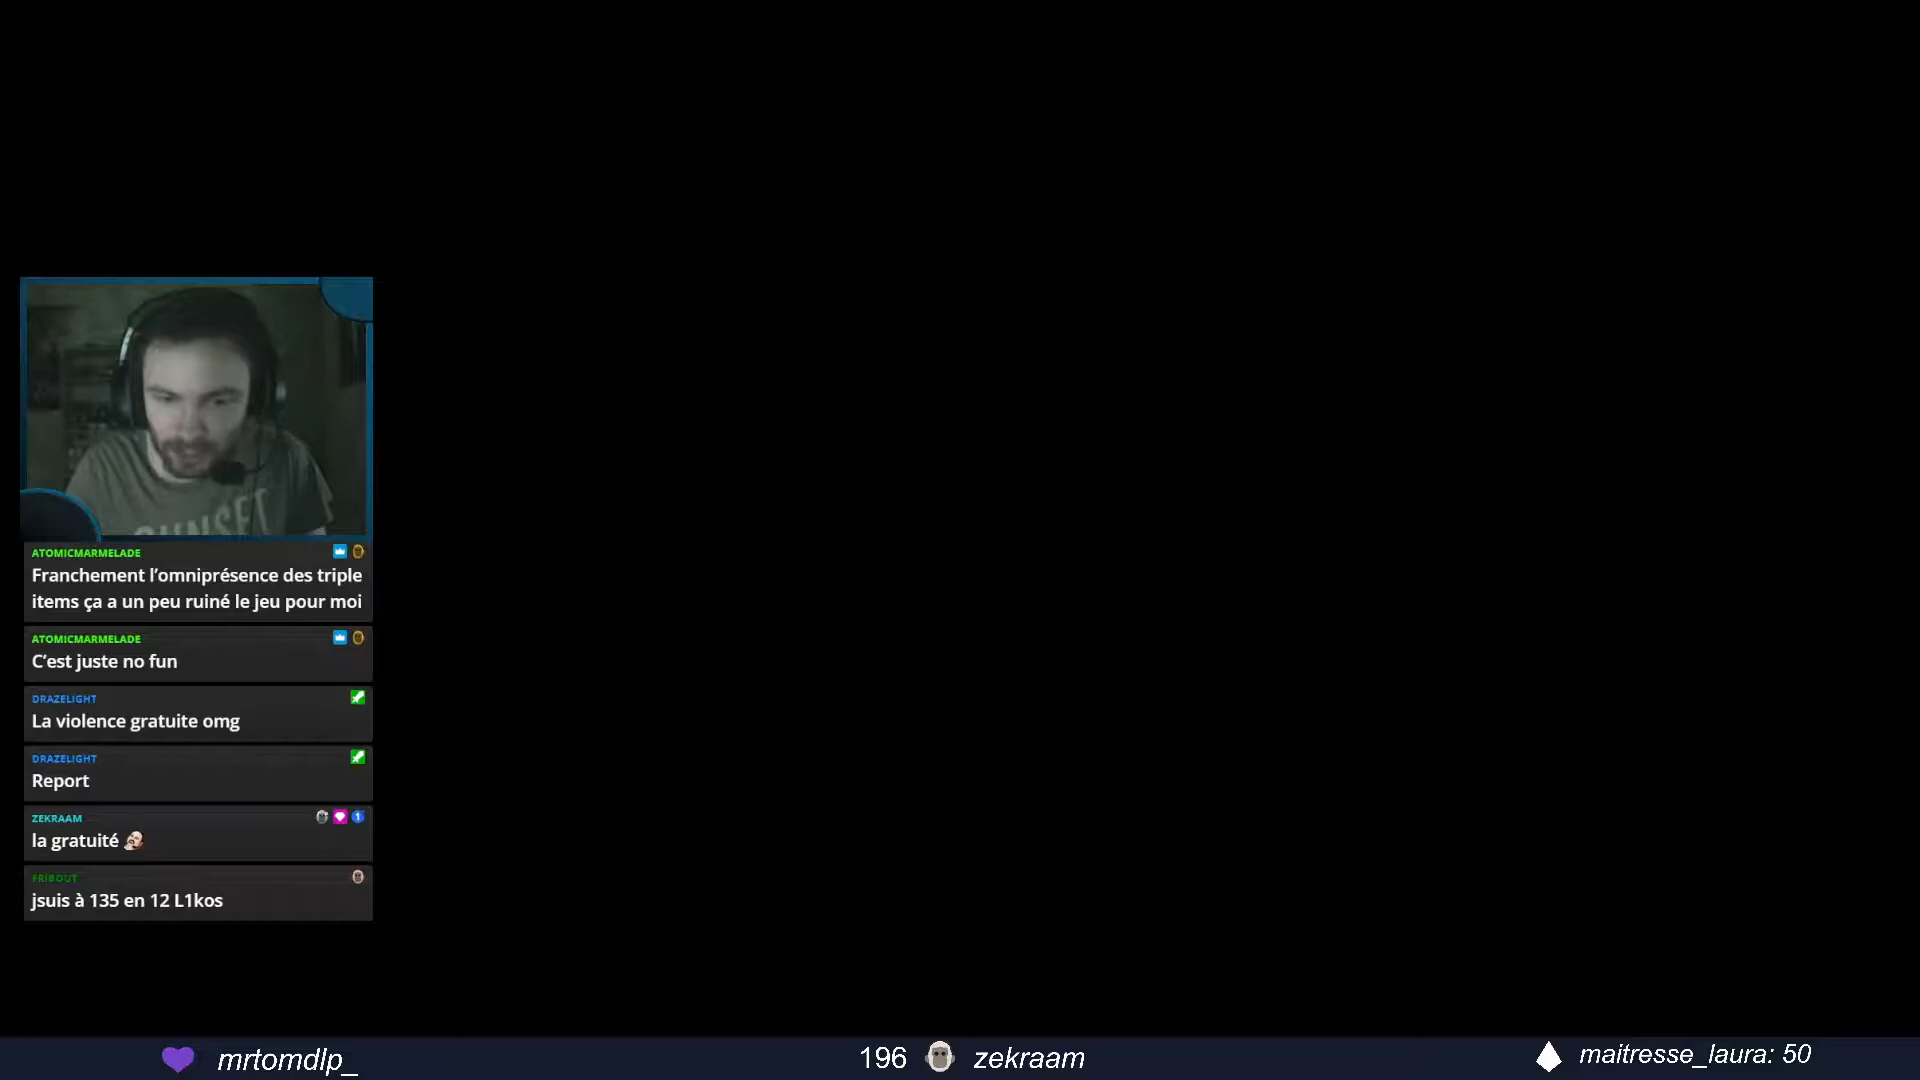 SUNSET
ATOMICMARMELADE
Franchement l'omniprésence des triple
items ça a un peu ruiné le jeu pour moi
ATOMICMARMELADE
C'est juste no fun
DRAZELIGHT
La violence gratuite omg
DRAZELIGHT
Report
ZEKRAAM
la gratuité
FRIBOUT
jsuis à 135 en 12 L1kos
mrtomdlp_
196 zekraam
maitresse_laura: 50